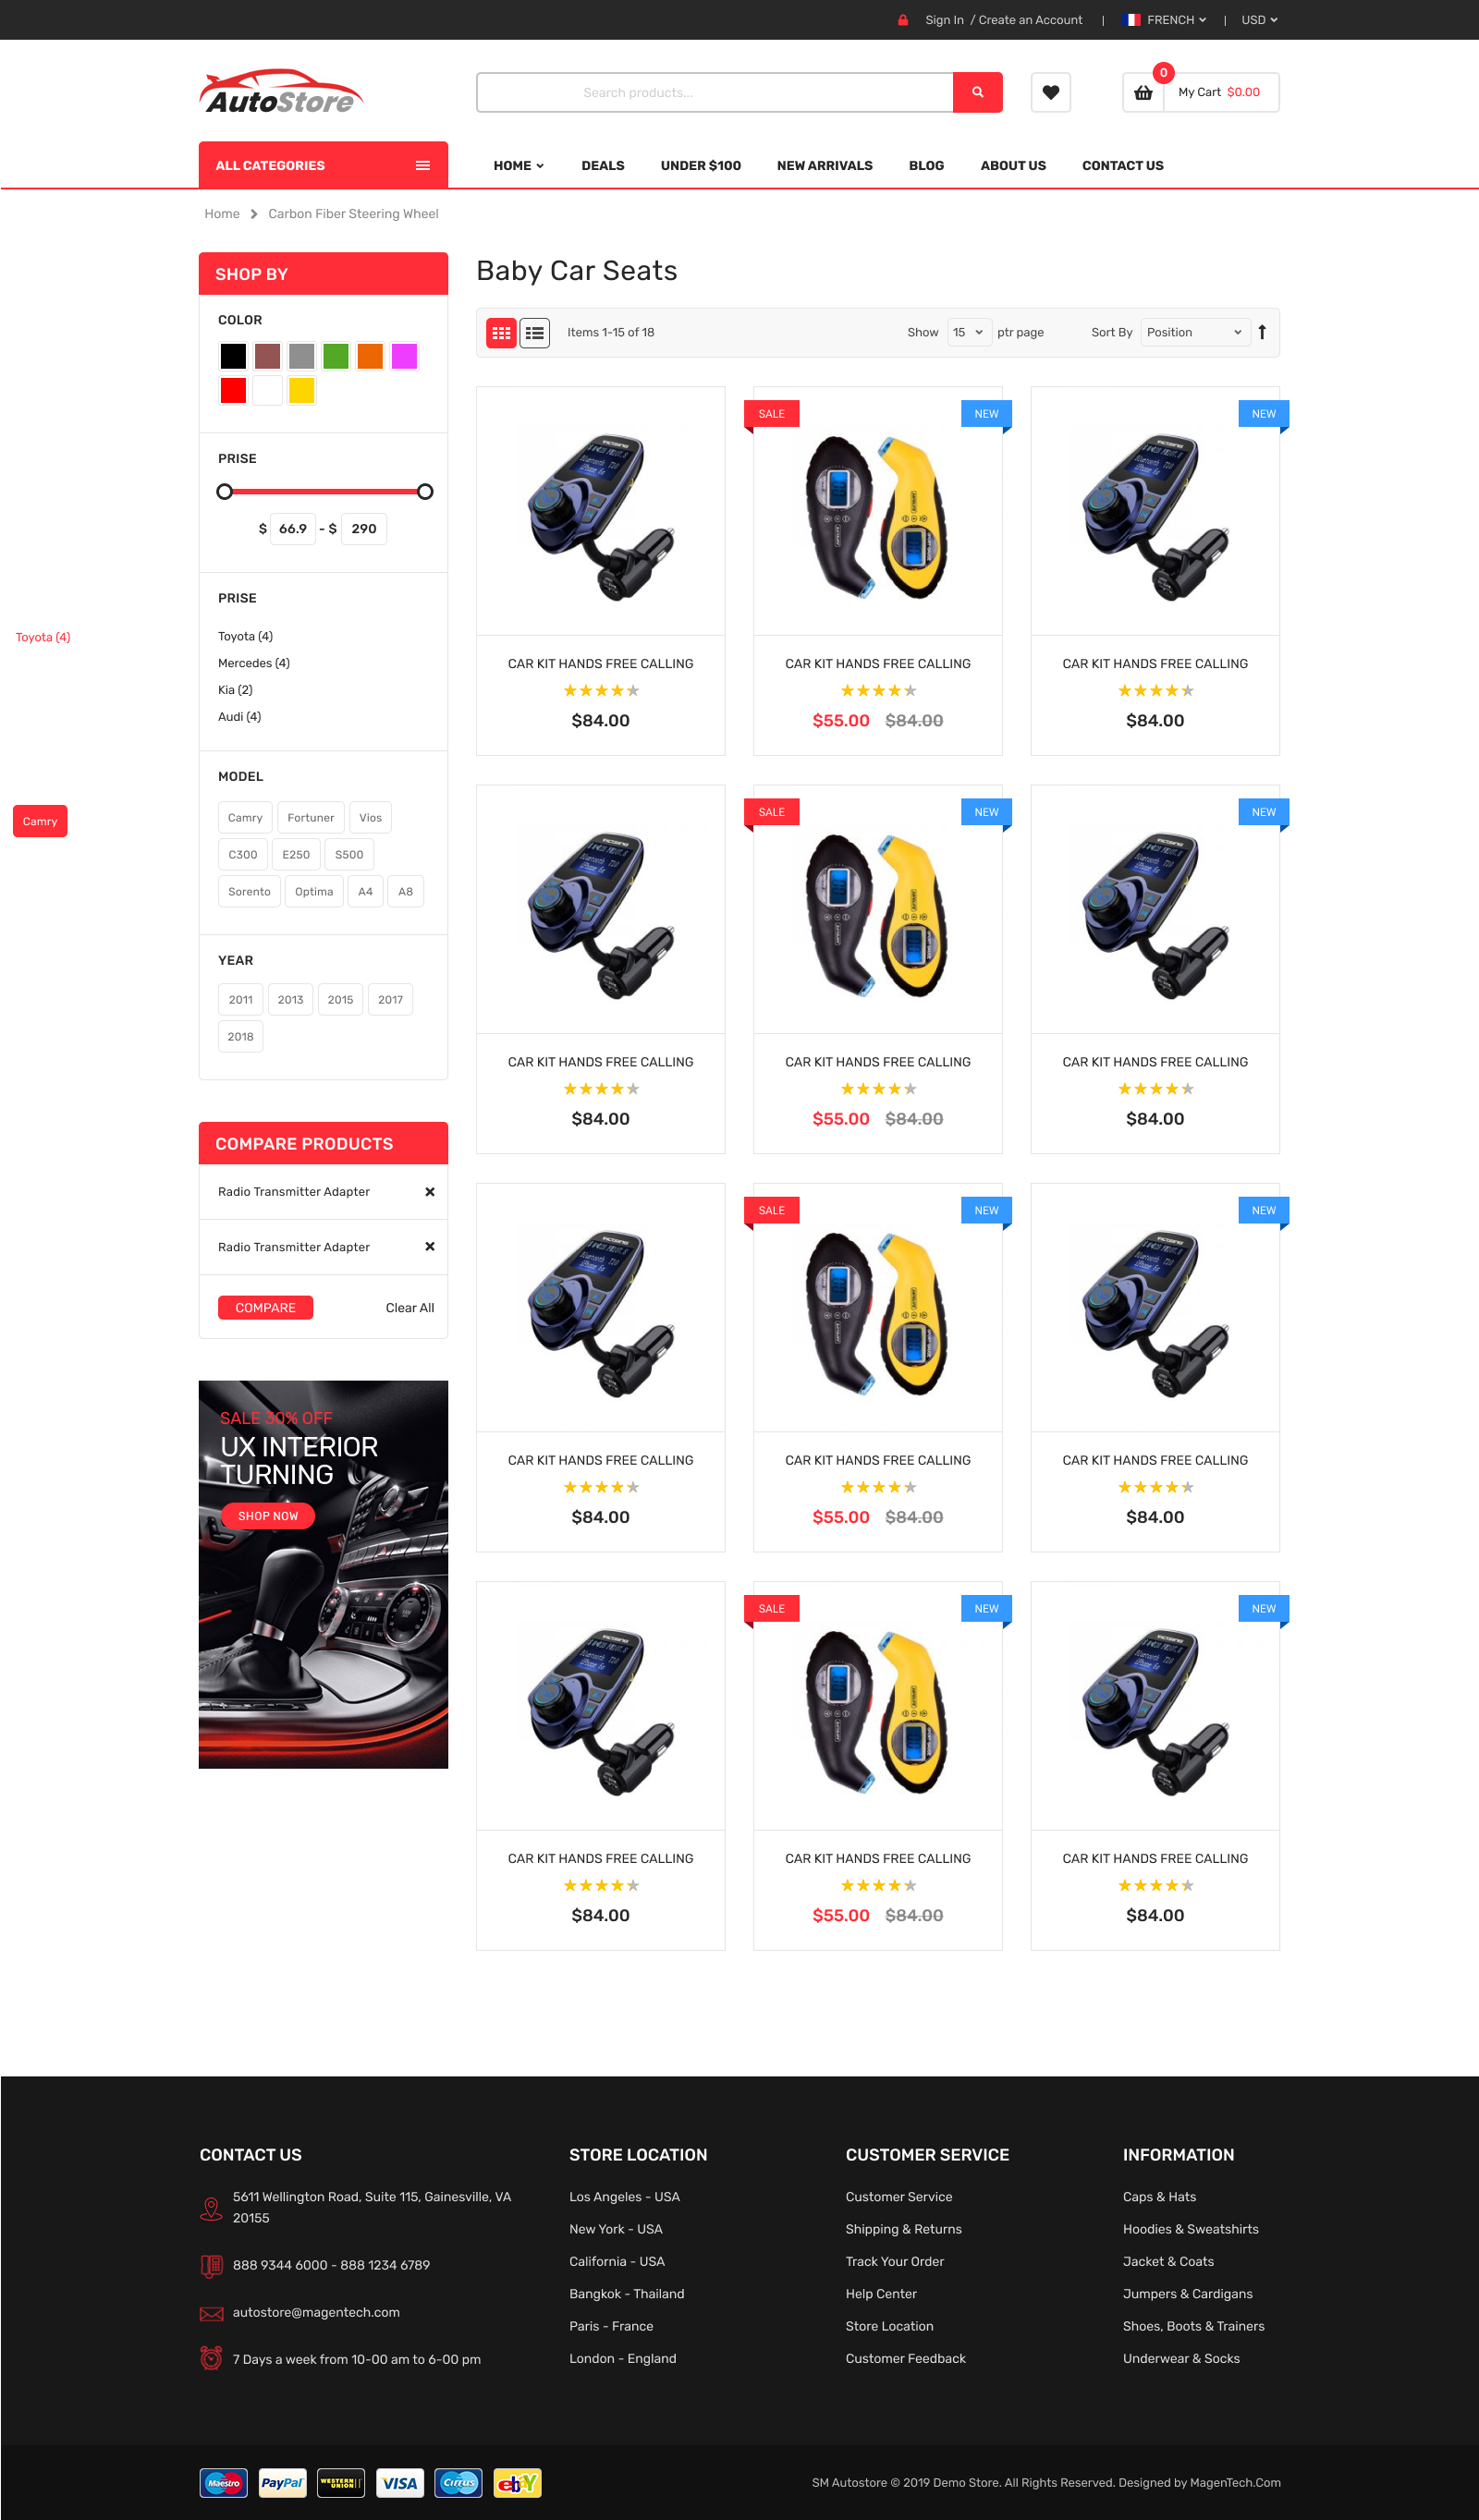 Sign In / Create an Account | FRENCH | USD
AutoStore
Search products...
0
My Cart $0.00
ALL CATEGORIES
HOME DEALS UNDER $100 NEW ARRIVALS BLOG ABOUT US CONTACT US
Home Carbon Fiber Steering Wheel
SHOP BY
COLOR
PRISE
$ 66.9 - $ 290
PRISE
Toyota (4)
Toyota (4)
Mercedes (4)
Kia (2)
Audi (4)
MODEL
Camry Fortuner Vios
Camry
C300 E250 S500
Sorento Optima A4 A8
YEAR
2011 2013 2015 2017
2018
COMPARE PRODUCTS
Radio Transmitter Adapter
Radio Transmitter Adapter
COMPARE Clear All
SALE 30% OFF
UX INTERIOR
TURNING
SHOP NOW
Baby Car Seats
Items 1-15 of 18 Show 15 ptr page Sort By Position
SALE NEW NEW
CAR KIT HANDS FREE CALLING CAR KIT HANDS FREE CALLING CAR KIT HANDS FREE CALLING
$84.00 $55.00 $84.00 $84.00
SALE NEW NEW
CAR KIT HANDS FREE CALLING CAR KIT HANDS FREE CALLING CAR KIT HANDS FREE CALLING
$84.00 $55.00 $84.00 $84.00
SALE NEW NEW
CAR KIT HANDS FREE CALLING CAR KIT HANDS FREE CALLING CAR KIT HANDS FREE CALLING
$84.00 $55.00 $84.00 $84.00
SALE NEW NEW
CAR KIT HANDS FREE CALLING CAR KIT HANDS FREE CALLING CAR KIT HANDS FREE CALLING
$84.00 $55.00 $84.00 $84.00
CONTACT US
5611 Wellington Road, Suite 115, Gainesville, VA
20155
888 9344 6000 - 888 1234 6789
autostore@magentech.com
7 Days a week from 10-00 am to 6-00 pm
STORE LOCATION
Los Angeles - USA
New York - USA
California - USA
Bangkok - Thailand
Paris - France
London - England
CUSTOMER SERVICE
Customer Service
Shipping & Returns
Track Your Order
Help Center
Store Location
Customer Feedback
INFORMATION
Caps & Hats
Hoodies & Sweatshirts
Jacket & Coats
Jumpers & Cardigans
Shoes, Boots & Trainers
Underwear & Socks
Maestro PayPal WESTERN UNION VISA Cirrus ebaY
SM Autostore © 2019 Demo Store. All Rights Reserved. Designed by MagenTech.Com